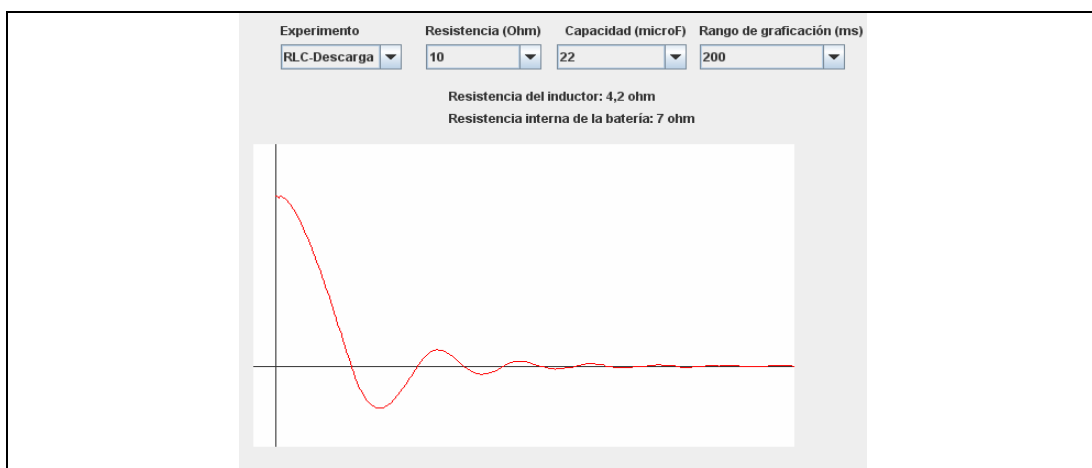 Experimento Resistencia (Ohm) Capacidad (microF) Rango de graficación (ms)
RLC-Descarga 10 22 200
Resistencia del inductor: 4,2 ohm
Resistencia interna de la batería: 7 ohm